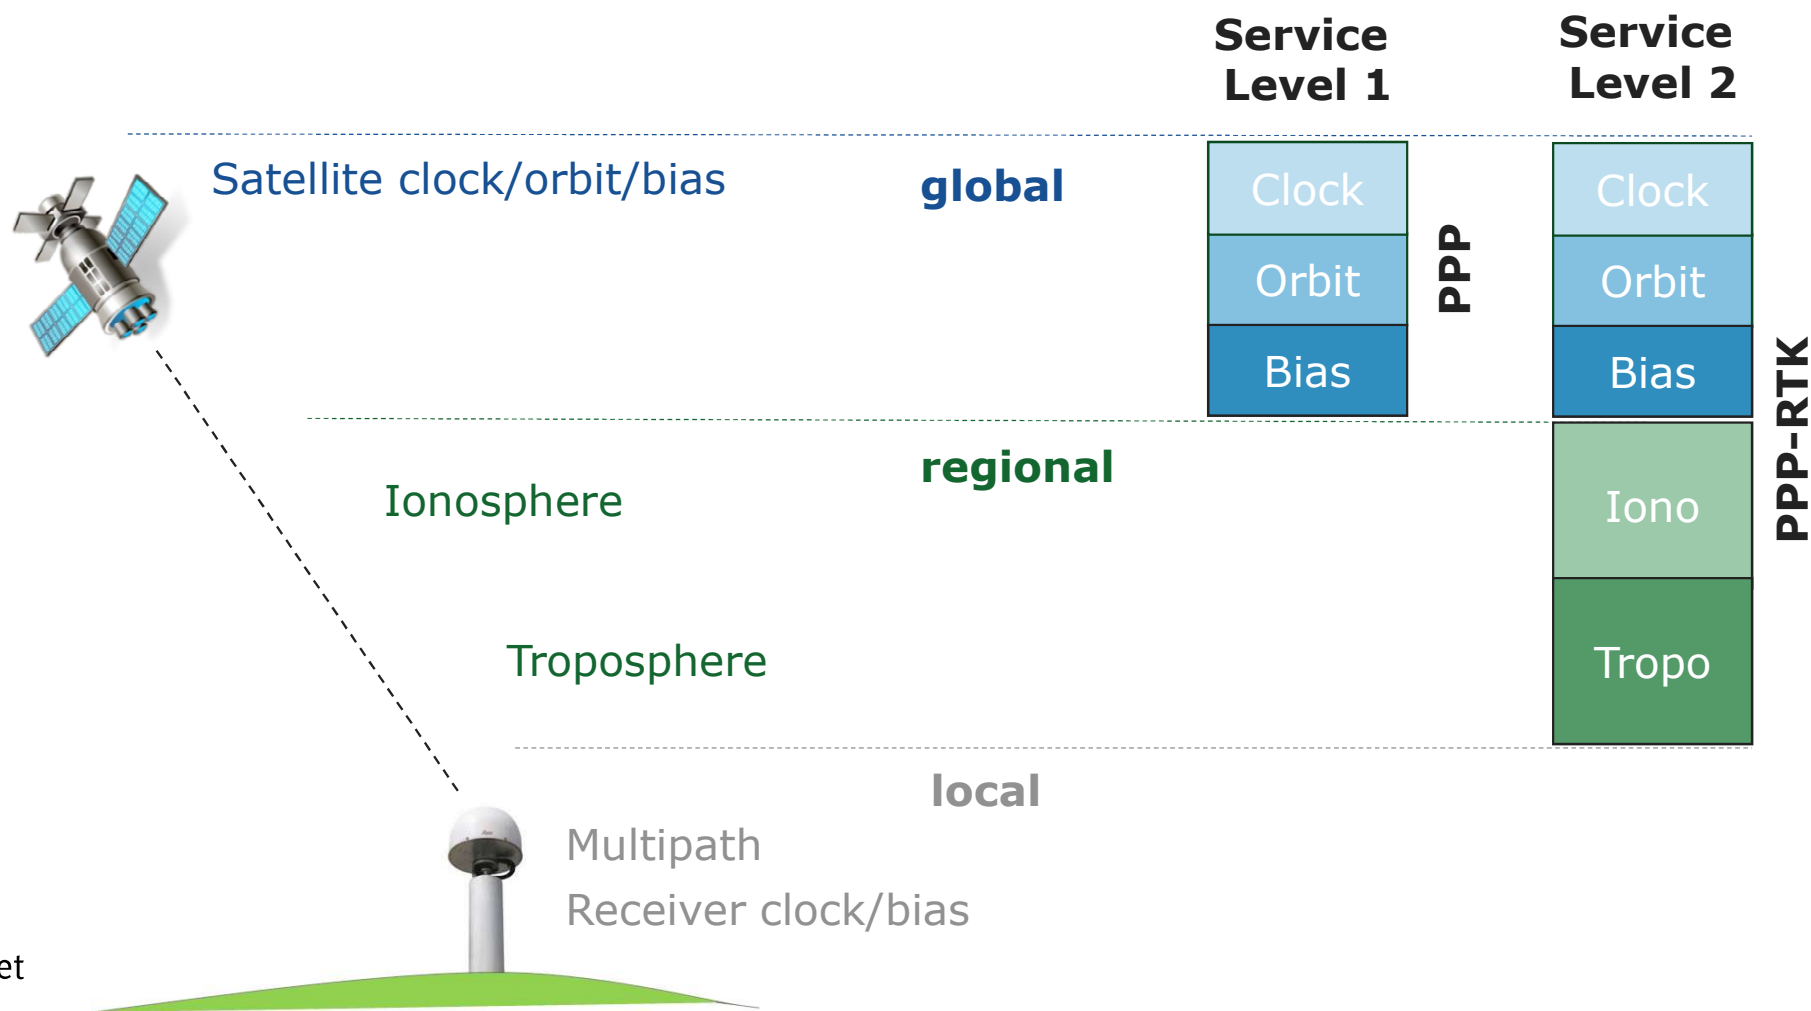 Service
Level 1
Service
Level 2
Satellite clock/orbit/bias
global
Clock
Orbit
Bias
PPP
Clock
Orbit
Bias
PPP-RTK
regional
Ionosphere
Iono
Troposphere
Tropo
local
Multipath
Receiver clock/bias
et